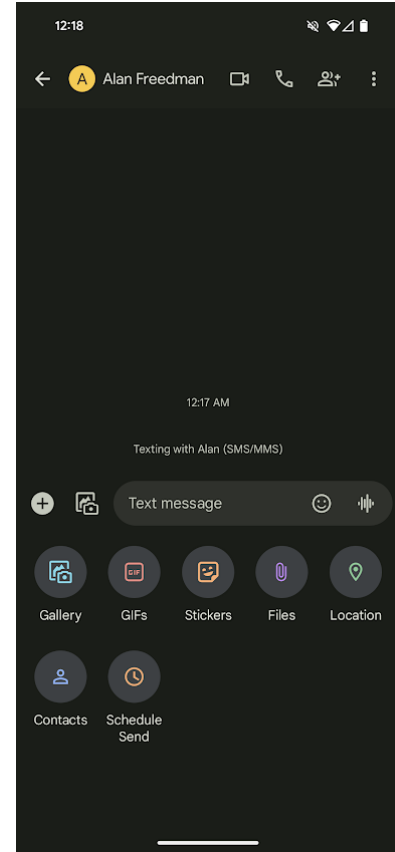 12:18
A Alan Freedman
12:17 AM
Texting with Alan (SMS/MMS)
Text message
GIF
Gallery GIFs Stickers Files Location
Contacts Schedule
Send